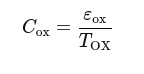 C_ox = ε_ox / T_OX